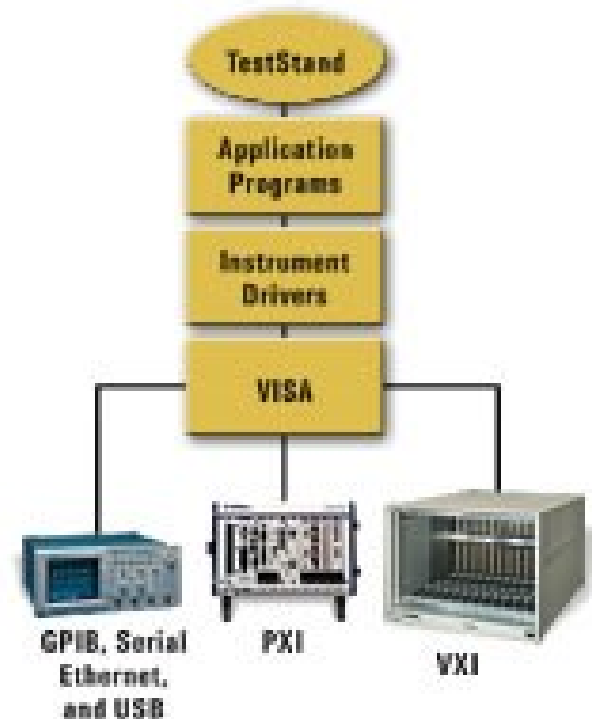 TestStand
Application
Programs
Instrument
Drivers
VISA
GPIB, Serial
Ethernet,
and USB
PXI
VXI